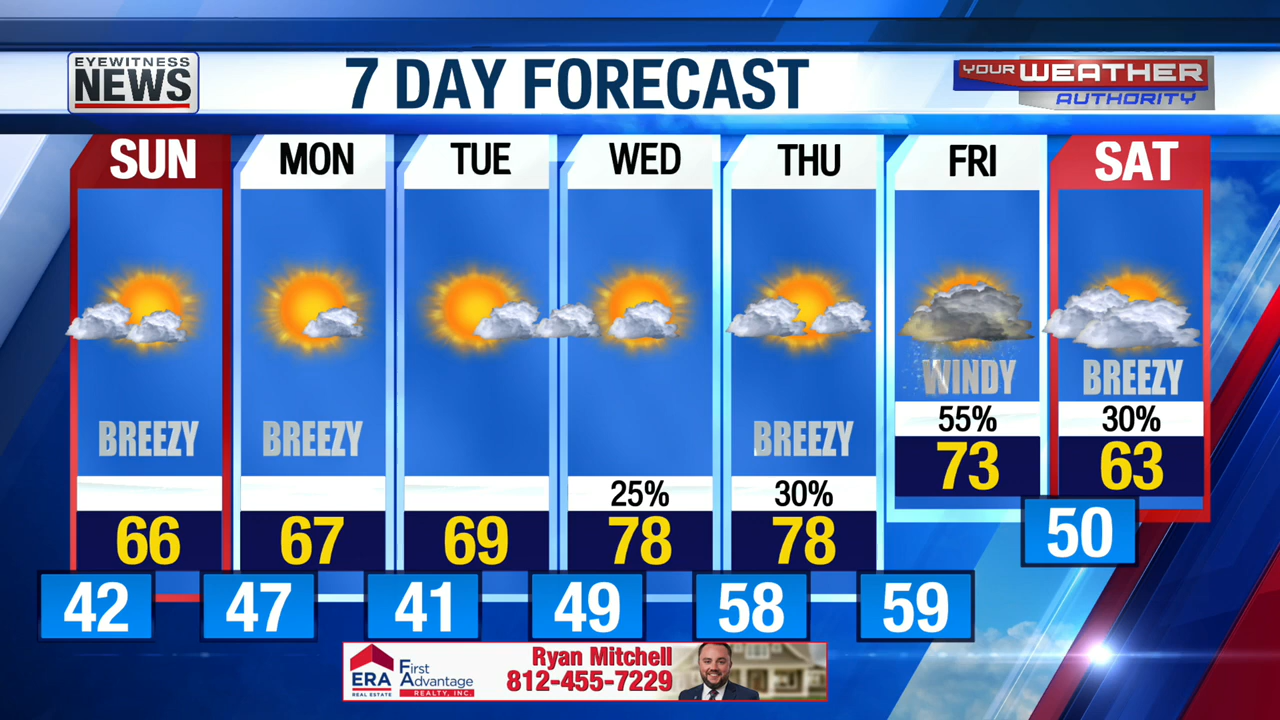 EYEWITNESS
NEWS
7 DAY FORECAST
YOUR WEATHER
AUTHORITY
SUN
MON
TUE
WED
THU
FRI
SAT
BREEZY
BREEZY
BREEZY
WINDY
BREEZY
25%
30%
55%
30%
66
67
69
78
78
73
63
42
47
41
49
58
59
50
ERA
REAL ESTATE
First
Advantage
REALTY, INC.
Ryan Mitchell
812-455-7229